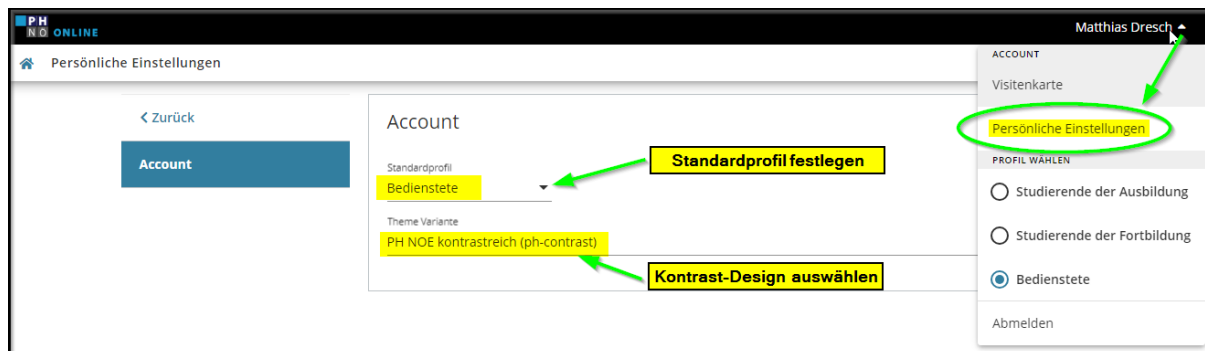 PH
NO ONLINE
Matthias Dresch
Persönliche Einstellungen
ACCOUNT
Visitenkarte
Persönliche Einstellungen
PROFIL WÄHLEN
Studierende der Ausbildung
Studierende der Fortbildung
Bedienstete
Abmelden
Zurück
Account
Account
Standardprofil
Bedienstete
Standardprofil festlegen
Theme Variante
PH NOE kontrastreich (ph-contrast)
Kontrast-Design auswählen